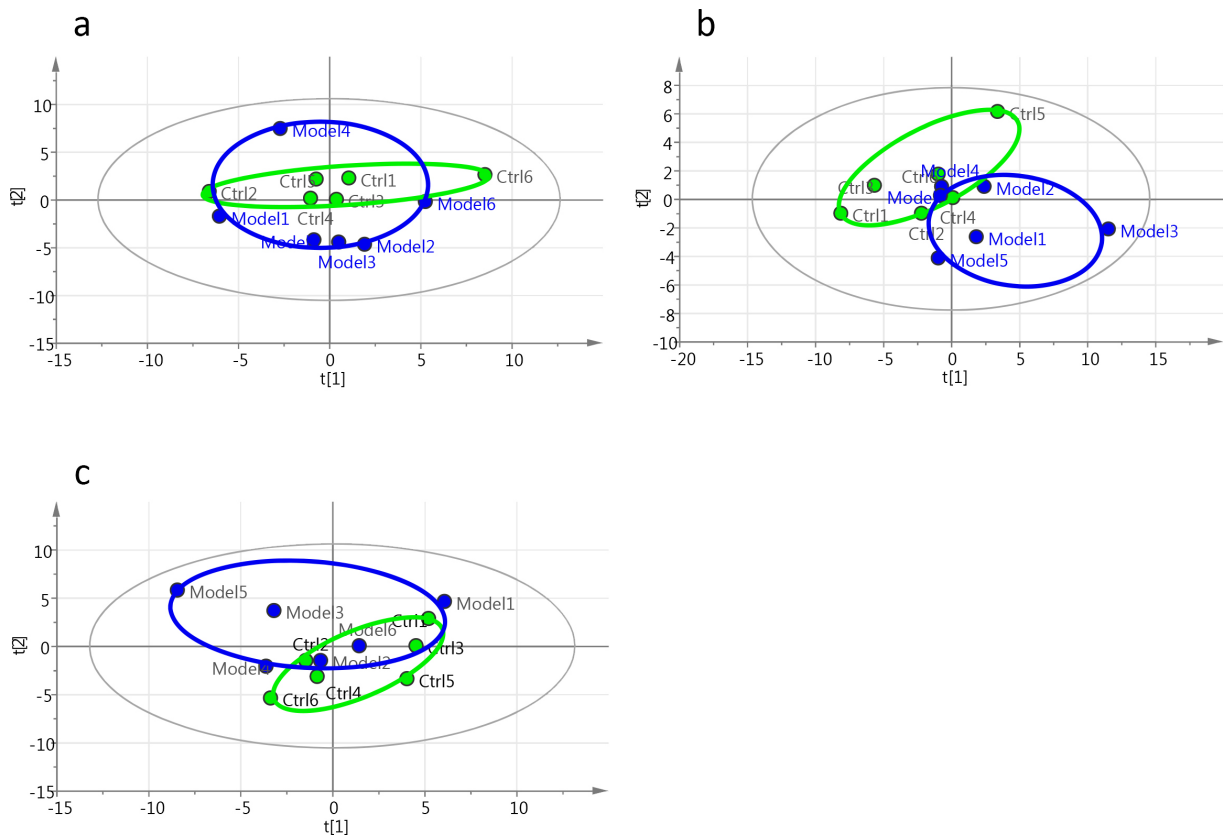 a
t[2]
10
5
0
-5
-10
-15
Model4
Ctrl1
Ctrl6
Ctrl2
Ctrl3
Model1
Ctrl4
Model6
Model2
Model3
-15 -10 -5 0 5 10
t[1]
b
t[2]
8
6
4
2
0
-2
-4
-6
-8
-10
Ctrl5
Model4
Model2
Ctrl1
Ctrl4
Ctrl2
Model1
Model3
Model5
-20 -15 -10 -5 0 5 10 15
t[1]
c
t[2]
10
5
0
-5
-10
-15
Model5
Model1
Model3
Ctrl1
Model6
Ctrl2
Ctrl3
Model2
Ctrl5
Ctrl4
Ctrl6
-15 -10 -5 0 5 10
t[1]